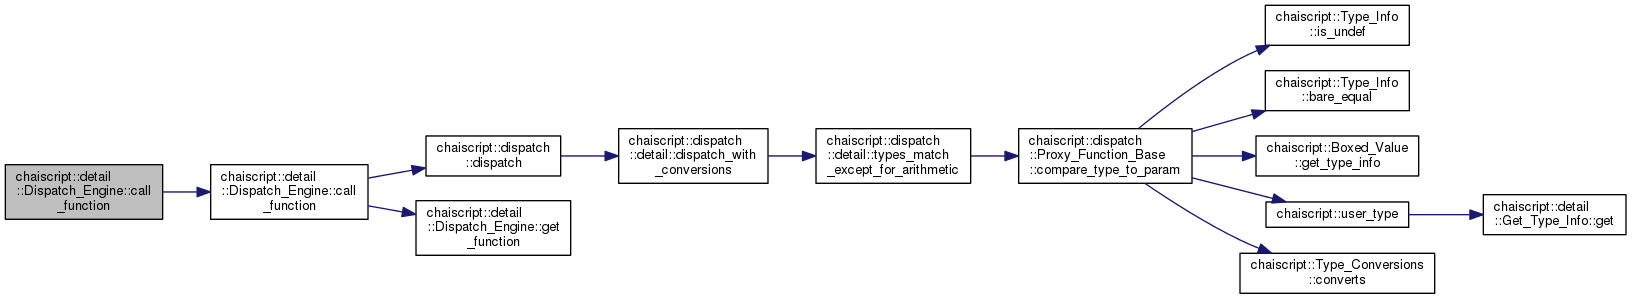 chaiscript::detail
::Dispatch_Engine::call
_function
chaiscript::detail
::Dispatch_Engine::call
_function
chaiscript::dispatch
::dispatch
chaiscript::detail
::Dispatch_Engine::get
_function
chaiscript::dispatch
::detail::dispatch_with
_conversions
chaiscript::dispatch
::detail::types_match
_except_for_arithmetic
chaiscript::dispatch
::Proxy_Function_Base
::compare_type_to_param
chaiscript::Type_Info
::is_undef
chaiscript::Type_Info
::bare_equal
chaiscript::Boxed_Value
::get_type_info
chaiscript::user_type
chaiscript::Type_Conversions
::converts
chaiscript::detail
::Get_Type_Info::get